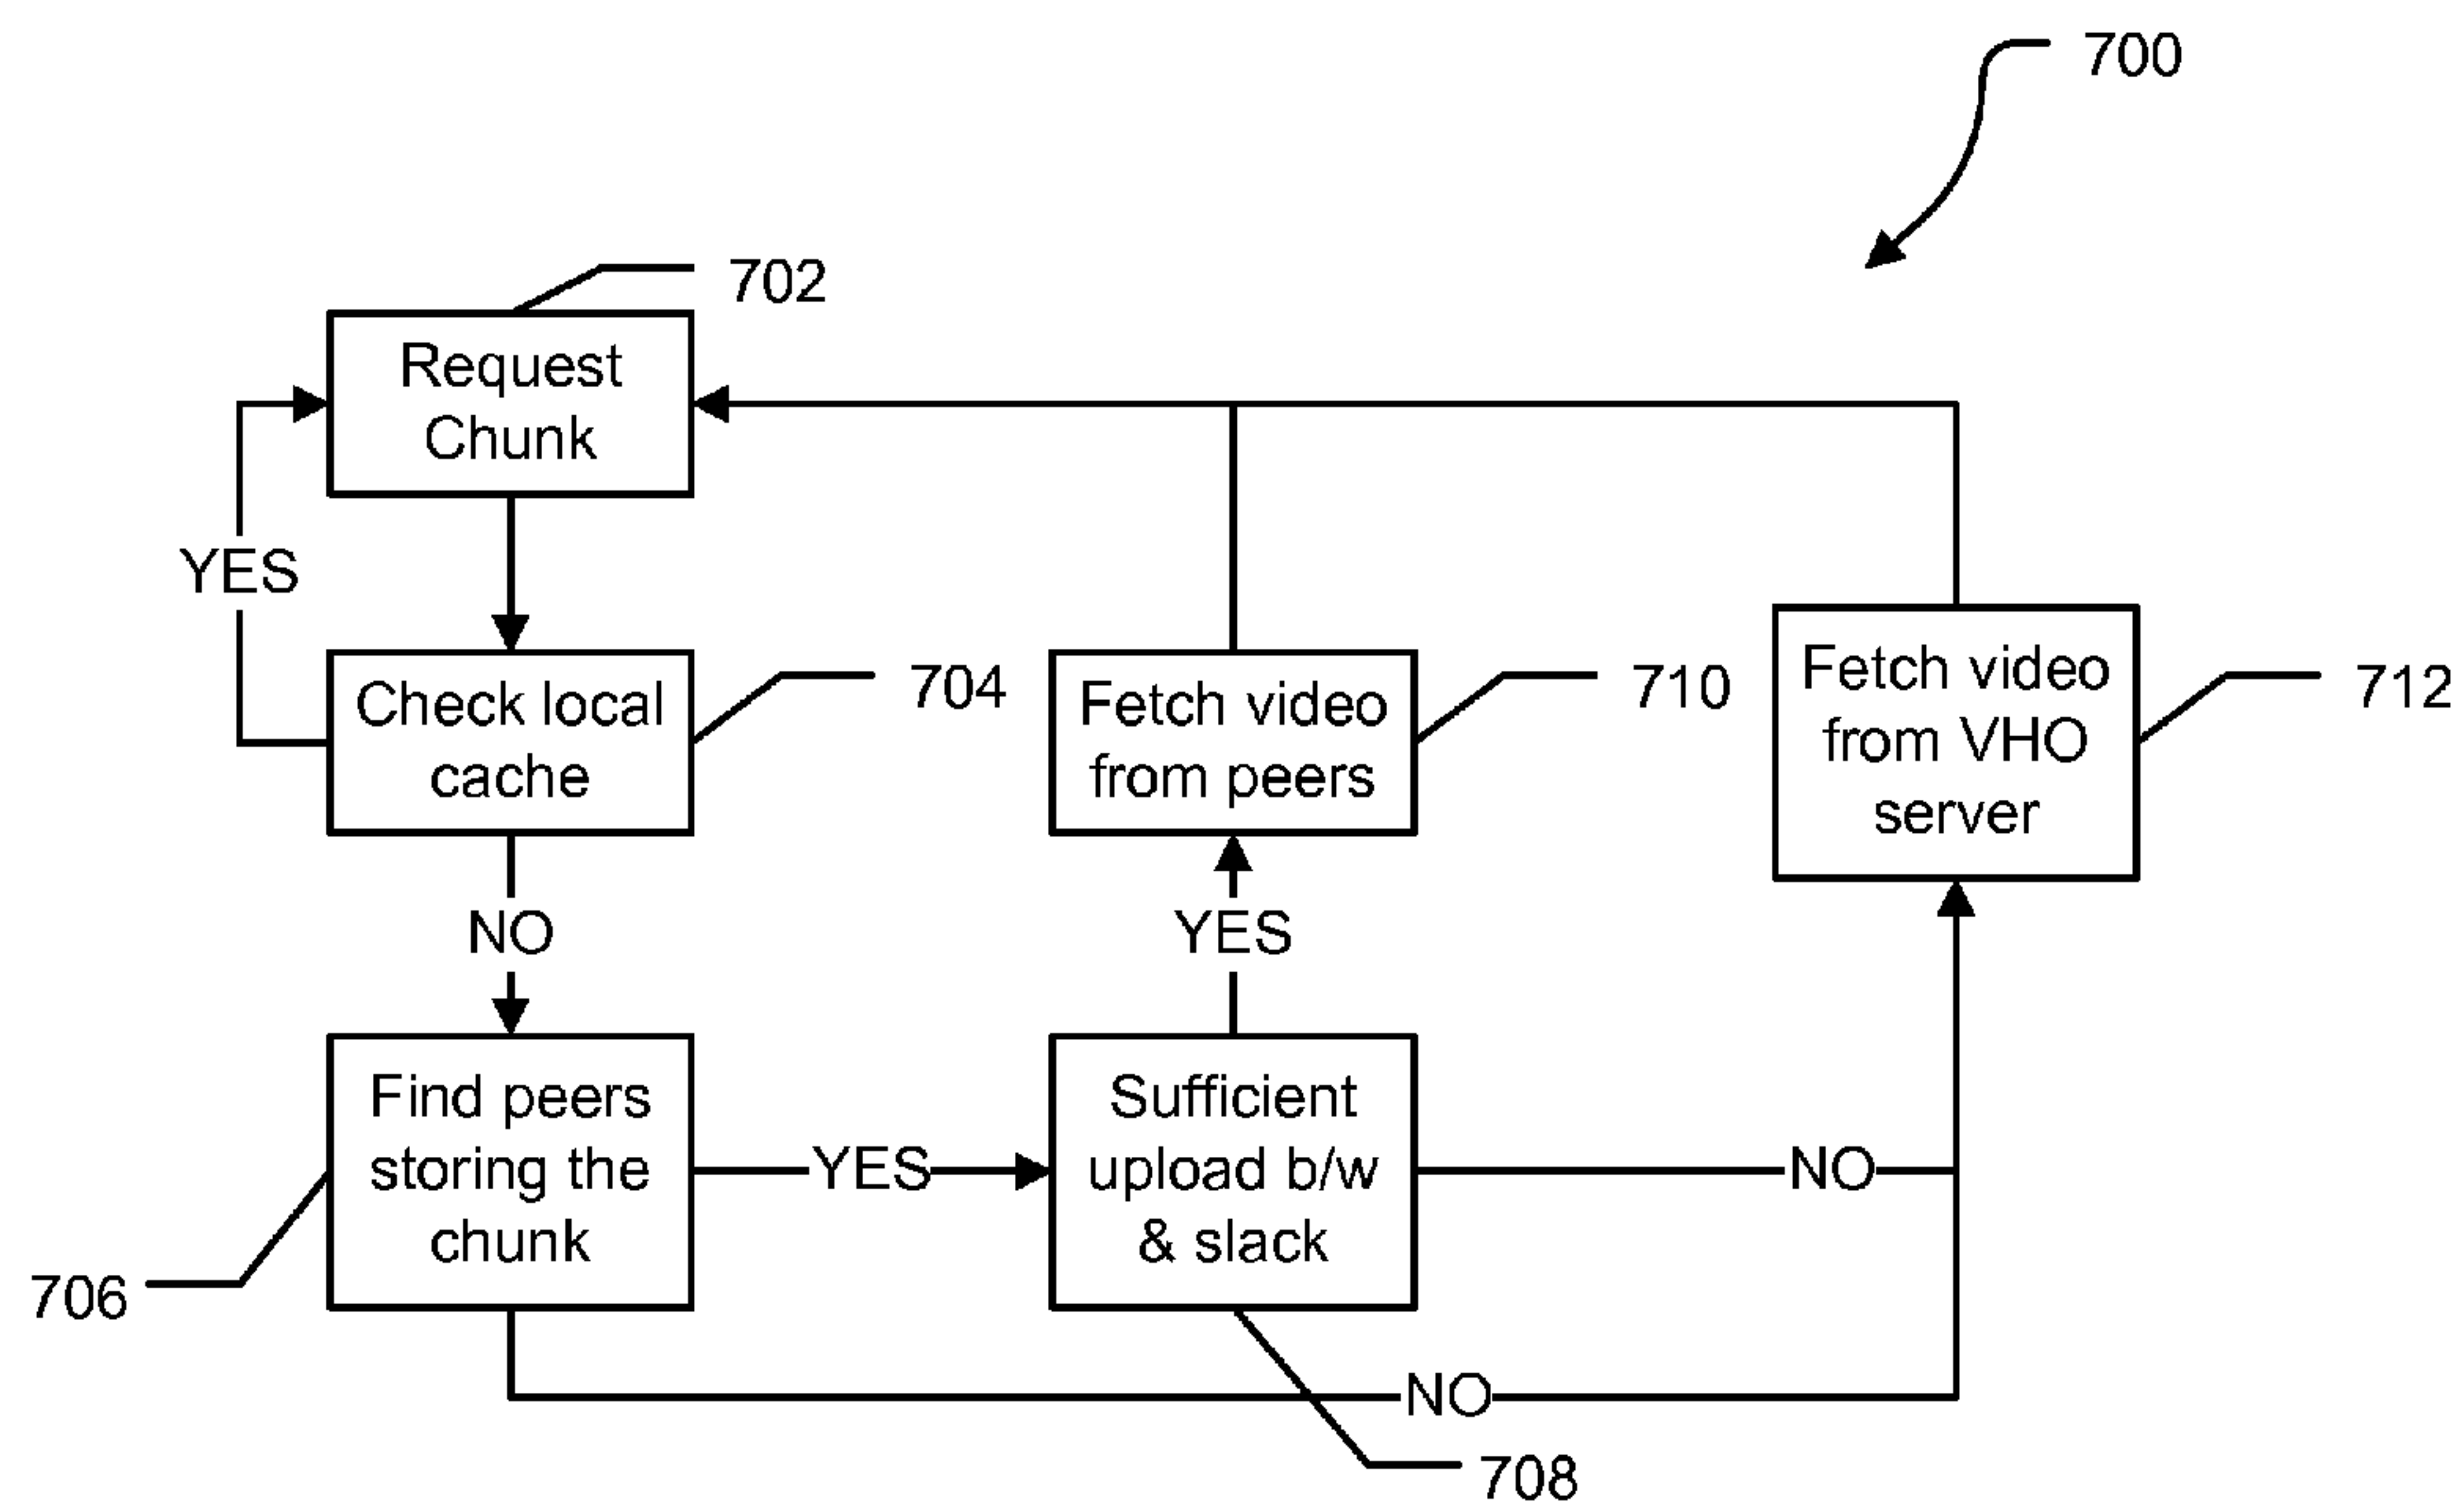 700
702
Request
Chunk
YES
Check local
cache
704
Fetch video
from peers
710
Fetch video
from VHO
server
712
NO
YES
Find peers
storing the
chunk
706
YES
Sufficient
upload b/w
& slack
NO
NO
708